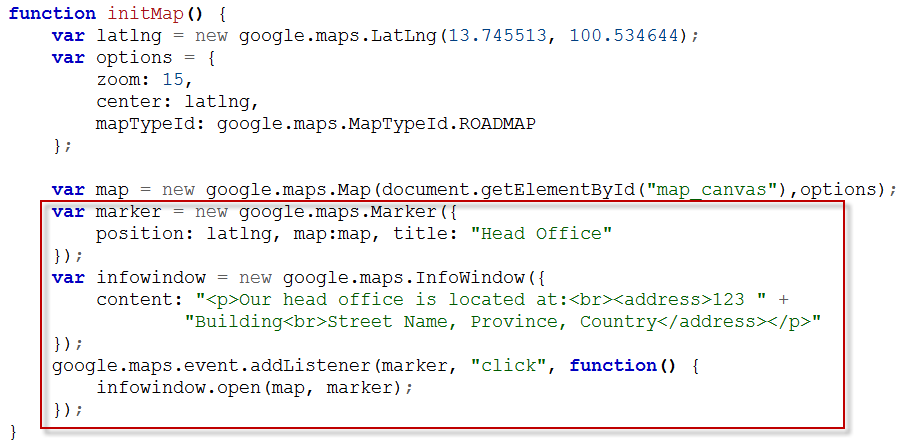 function initMap() {
    var latlng = new google.maps.LatLng(13.745513, 100.534644);
    var options = {
        zoom: 15,
        center: latlng,
        mapTypeId: google.maps.MapTypeId.ROADMAP
    };

    var map = new google.maps.Map(document.getElementById("map_canvas"),options);
    var marker = new google.maps.Marker({
        position: latlng, map:map, title: "Head Office"
    });
    var infowindow = new google.maps.InfoWindow({
        content: "<p>Our head office is located at:<br><address>123 " +
                "Building<br>Street Name, Province, Country</address></p>"
    });
    google.maps.event.addListener(marker, "click", function() {
        infowindow.open(map, marker);
    });
}